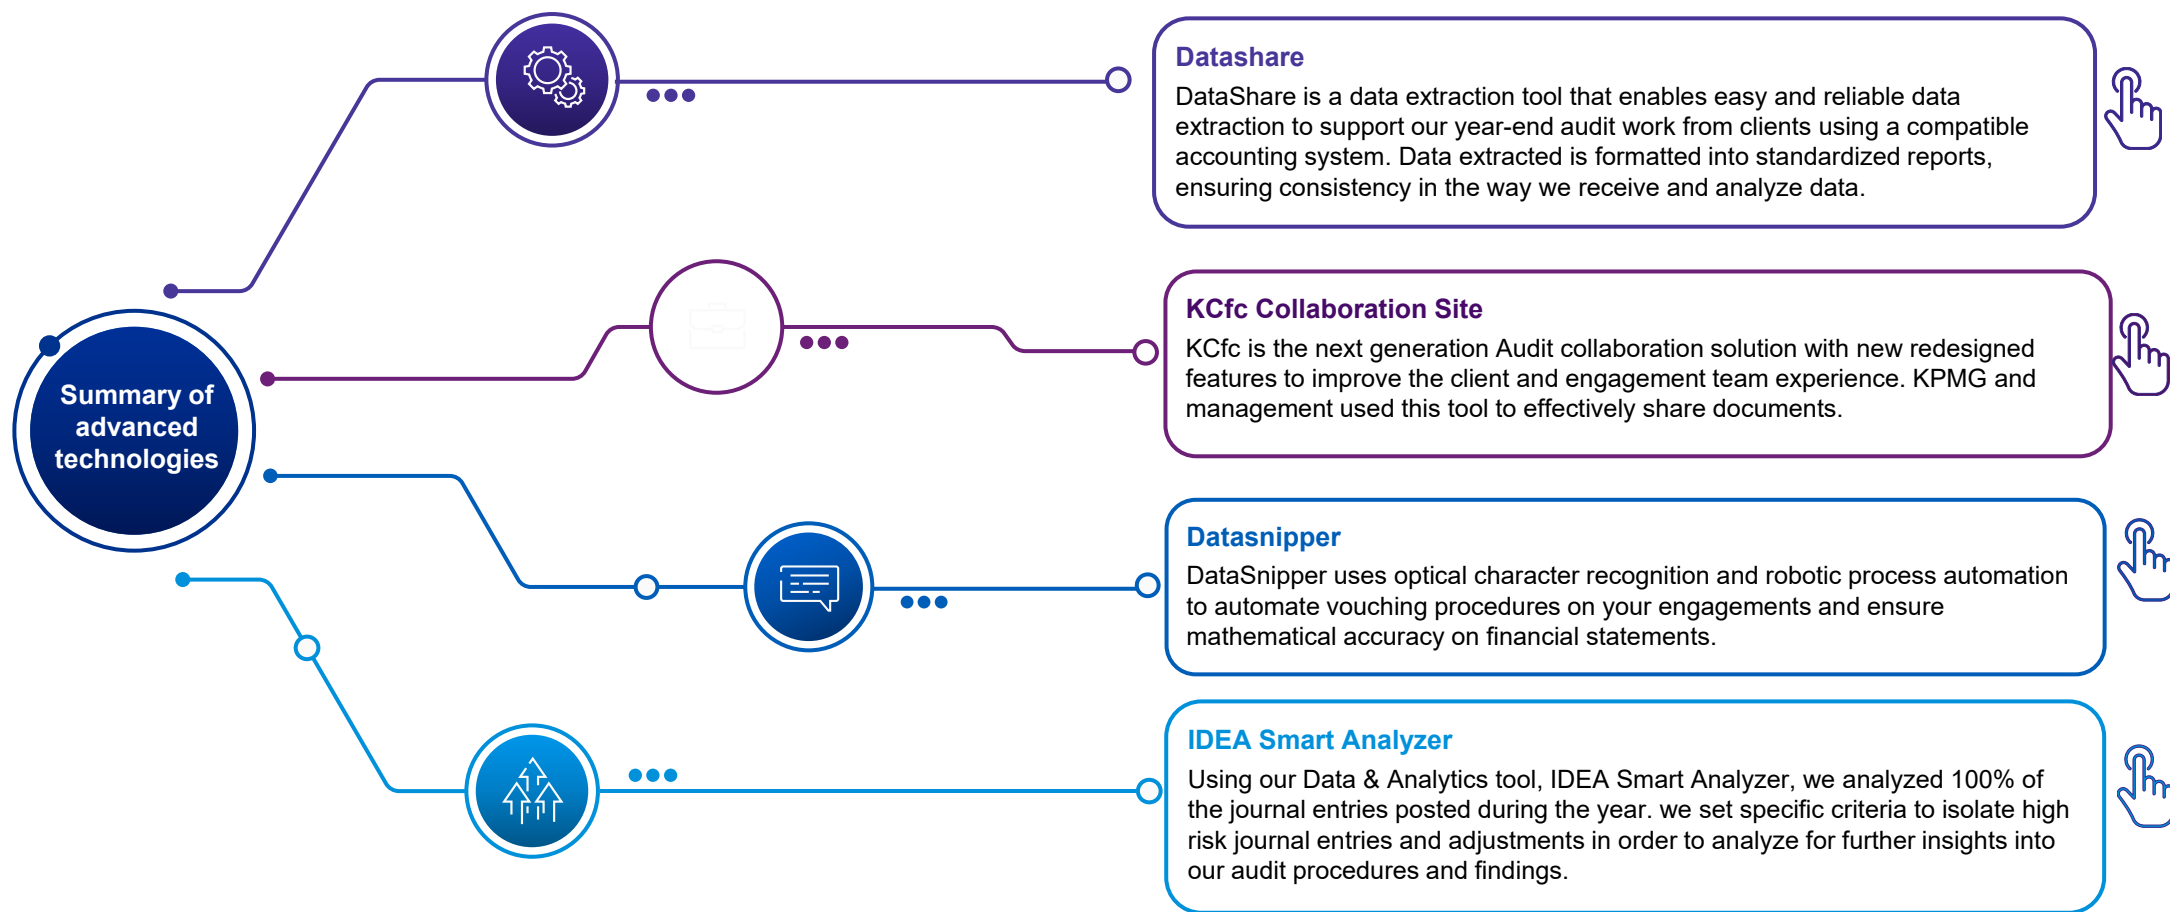 Summary of
advanced
technologies
Datashare
DataShare is a data extraction tool that enables easy and reliable data
extraction to support our year-end audit work from clients using a compatible
accounting system. Data extracted is formatted into standardized reports,
ensuring consistency in the way we receive and analyze data.
KCfc Collaboration Site
KCfc is the next generation Audit collaboration solution with new redesigned
features to improve the client and engagement team experience. KPMG and
management used this tool to effectively share documents.
Datasnipper
DataSnipper uses optical character recognition and robotic process automation
to automate vouching procedures on your engagements and ensure
mathematical accuracy on financial statements.
IDEA Smart Analyzer
Using our Data & Analytics tool, IDEA Smart Analyzer, we analyzed 100% of
the journal entries posted during the year. we set specific criteria to isolate high
risk journal entries and adjustments in order to analyze for further insights into
our audit procedures and findings.